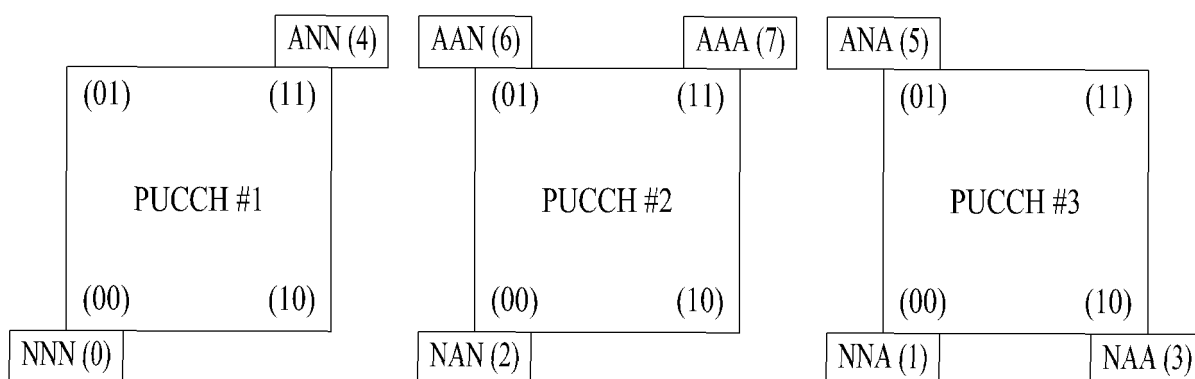 ANN (4) AAN (6) AAA (7) ANA (5)
(01) (11) (01) (11) (01) (11)
PUCCH #1 PUCCH #2 PUCCH #3
(00) (10) (00) (10) (00) (10)
NNN (0) NAN (2) NNA (1) NAA (3)